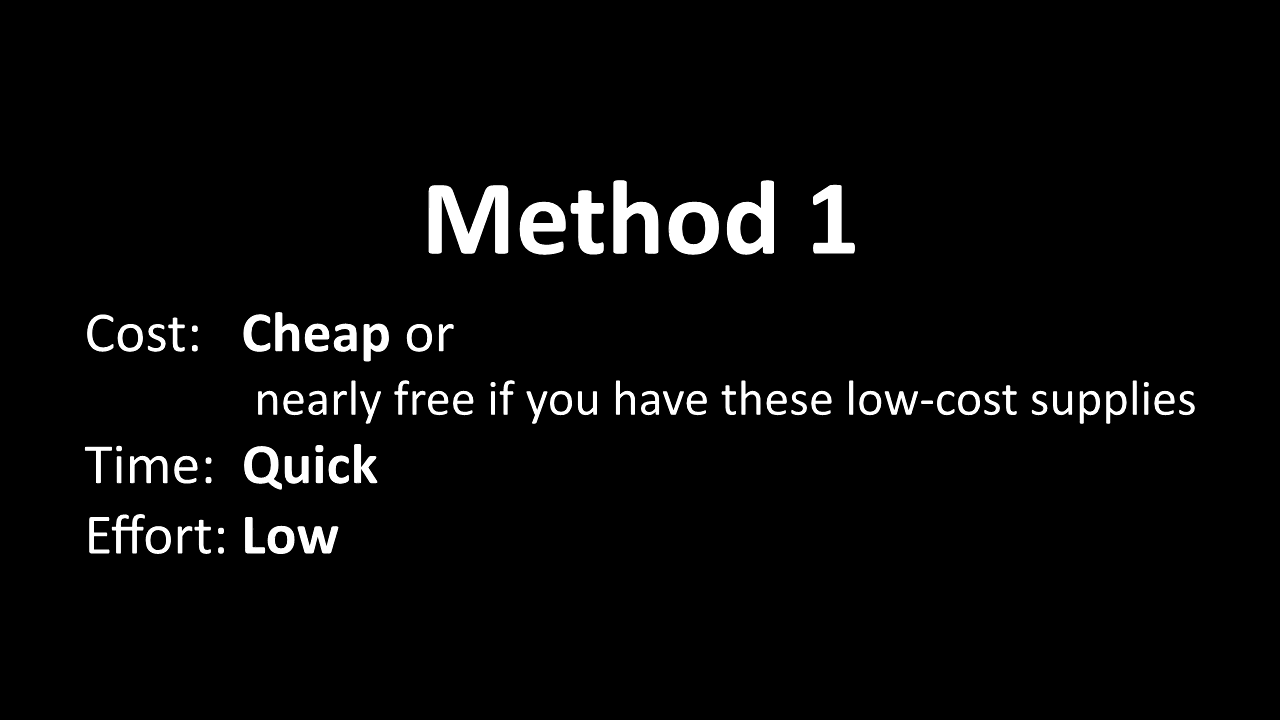 Method 1
Cost: Cheap or
nearly free if you have these low-cost supplies
Time: Quick
Effort: Low